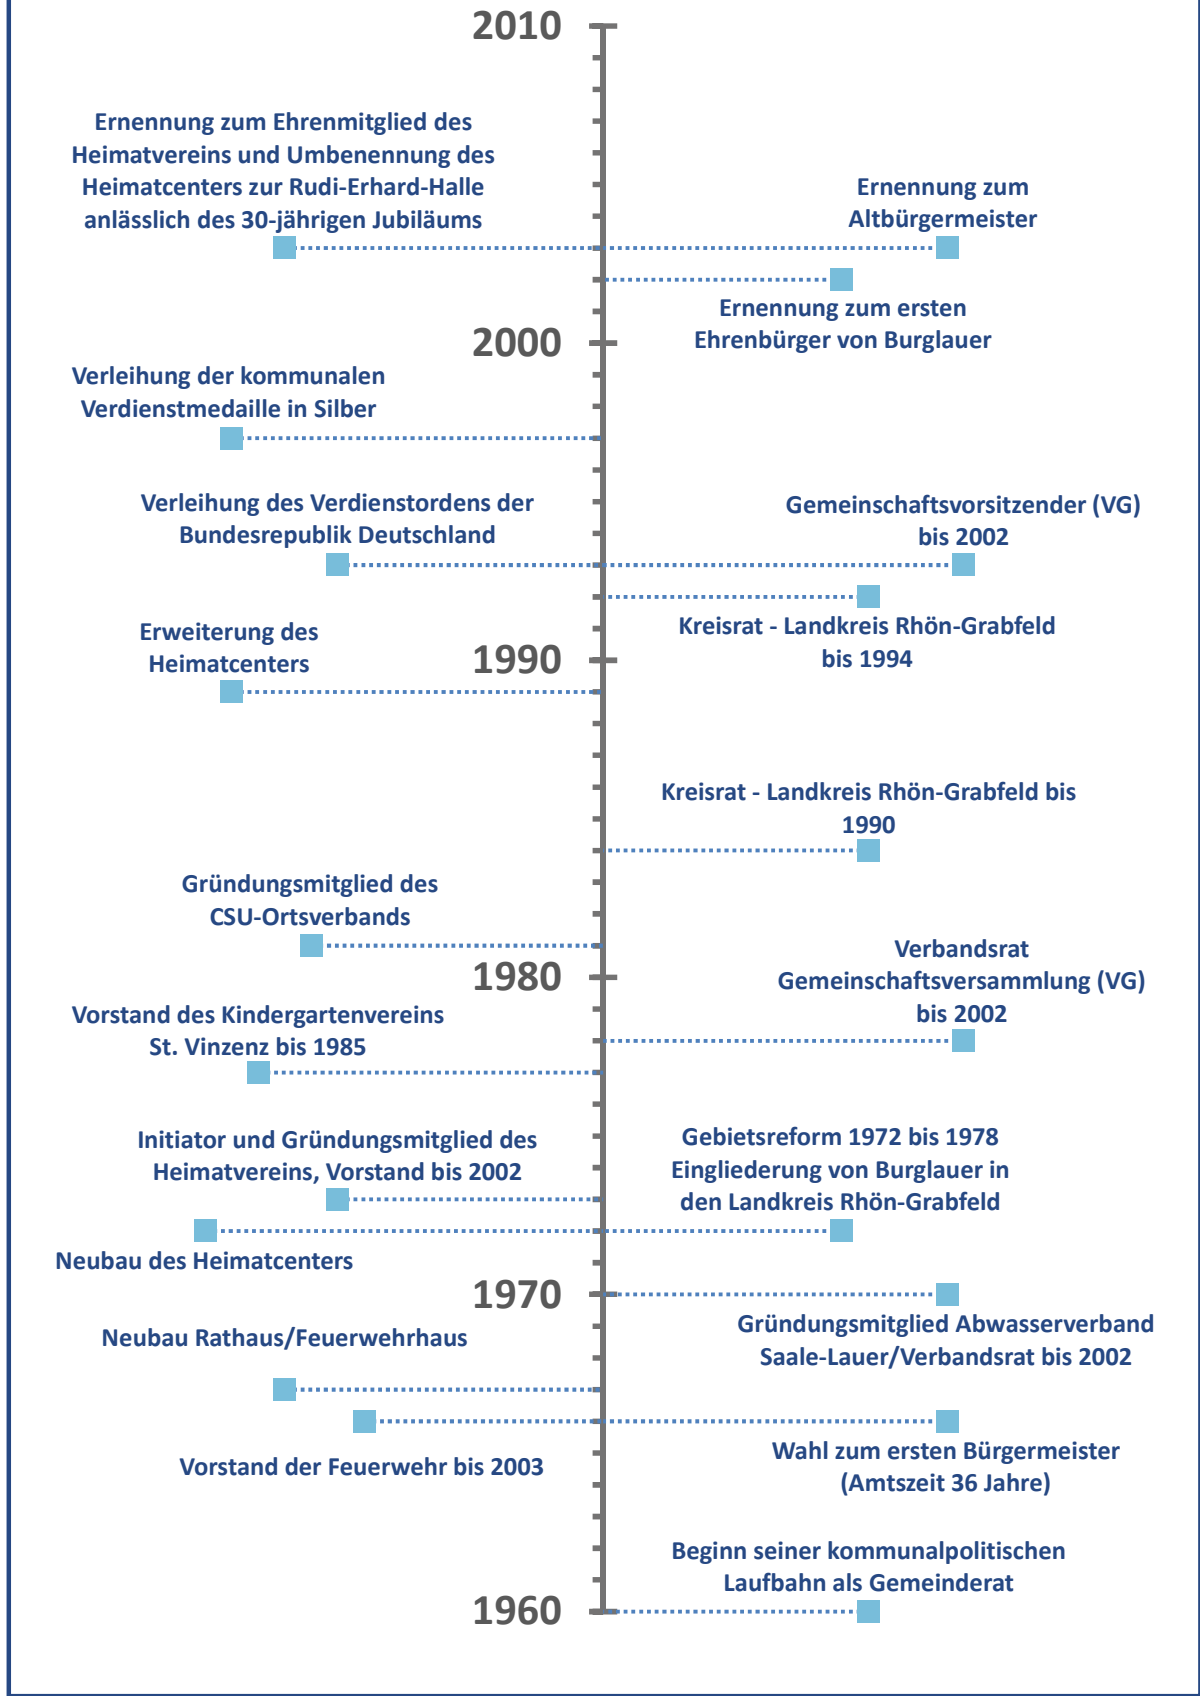 2010
Ernennung zum Ehrenmitglied des
Heimatvereins und Umbenennung des
Heimatcenters zur Rudi-Erhard-Halle
anlässlich des 30-jährigen Jubiläums
Ernennung zum
Altbürgermeister
Ernennung zum ersten
Ehrenbürger von Burglauer
2000
Verleihung der kommunalen
Verdienstmedaille in Silber
Verleihung des Verdienstordens der
Bundesrepublik Deutschland
Gemeinschaftsvorsitzender (VG)
bis 2002
Kreisrat - Landkreis Rhön-Grabfeld
bis 1994
Erweiterung des
Heimatcenters
1990
Kreisrat - Landkreis Rhön-Grabfeld bis
1990
Gründungsmitglied des
CSU-Ortsverbands
Verbandsrat
Gemeinschaftsversammlung (VG)
bis 2002
1980
Vorstand des Kindergartenvereins
St. Vinzenz bis 1985
Initiator und Gründungsmitglied des
Heimatvereins, Vorstand bis 2002
Gebietsreform 1972 bis 1978
Eingliederung von Burglauer in
den Landkreis Rhön-Grabfeld
Neubau des Heimatcenters
1970
Gründungsmitglied Abwasserverband
Saale-Lauer/Verbandsrat bis 2002
Neubau Rathaus/Feuerwehrhaus
Vorstand der Feuerwehr bis 2003
Wahl zum ersten Bürgermeister
(Amtszeit 36 Jahre)
Beginn seiner kommunalpolitischen
Laufbahn als Gemeinderat
1960